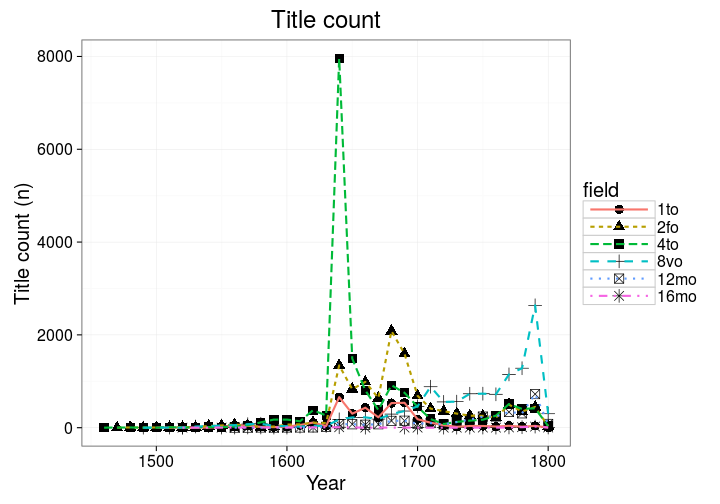 Title count
8000
6000
4000
2000
0
Title count (n)
1500 1600 1700 1800
Year
field
1to
2fo
4to
8vo
12mo
16mo